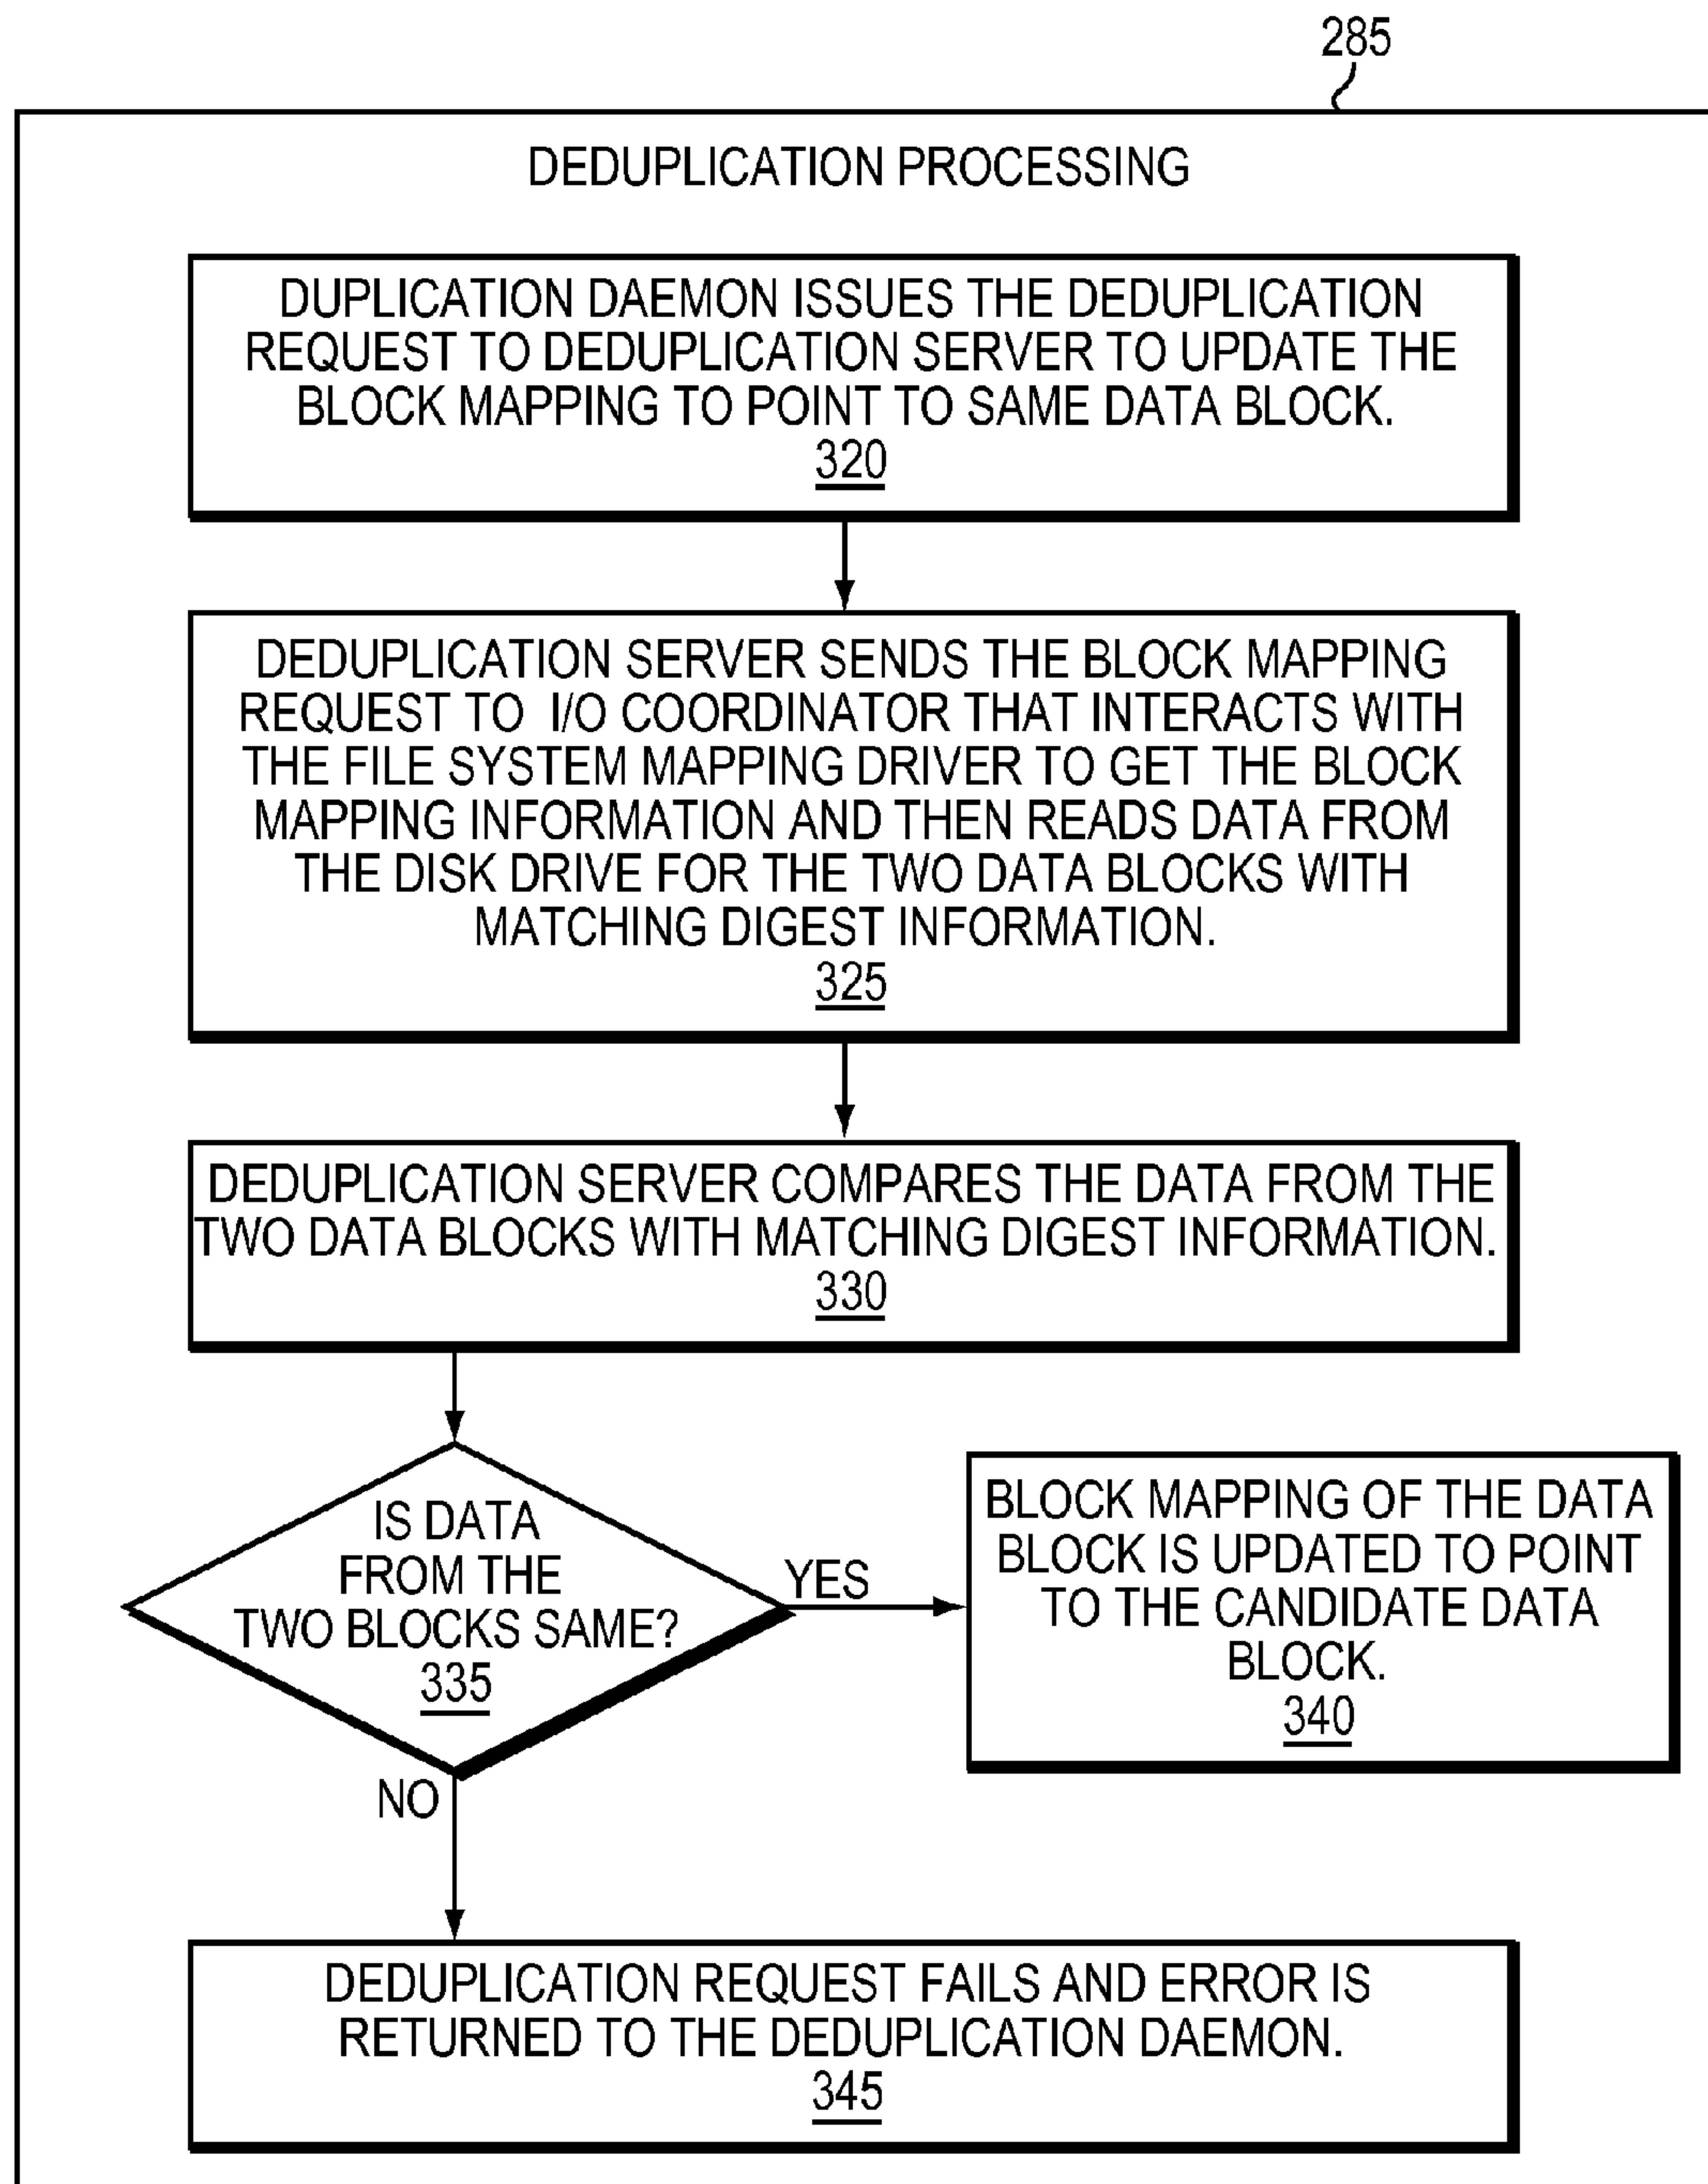 285
DEDUPLICATION PROCESSING
DUPLICATION DAEMON ISSUES THE DEDUPLICATION
REQUEST TO DEDUPLICATION SERVER TO UPDATE THE
BLOCK MAPPING TO POINT TO SAME DATA BLOCK.
320
DEDUPLICATION SERVER SENDS THE BLOCK MAPPING
REQUEST TO I/O COORDINATOR THAT INTERACTS WITH
THE FILE SYSTEM MAPPING DRIVER TO GET THE BLOCK
MAPPING INFORMATION AND THEN READS DATA FROM
THE DISK DRIVE FOR THE TWO DATA BLOCKS WITH
MATCHING DIGEST INFORMATION.
325
DEDUPLICATION SERVER COMPARES THE DATA FROM THE
TWO DATA BLOCKS WITH MATCHING DIGEST INFORMATION.
330
IS DATA
FROM THE
TWO BLOCKS SAME?
335
YES
BLOCK MAPPING OF THE DATA
BLOCK IS UPDATED TO POINT
TO THE CANDIDATE DATA
BLOCK.
340
NO
DEDUPLICATION REQUEST FAILS AND ERROR IS
RETURNED TO THE DEDUPLICATION DAEMON.
345